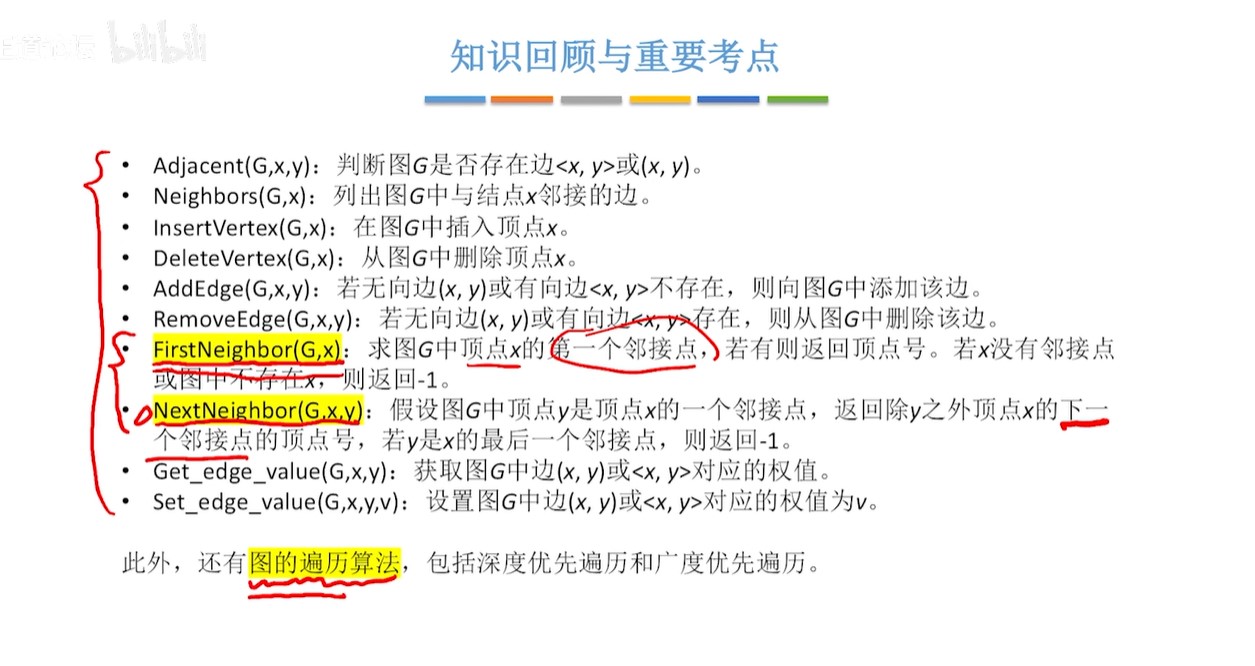 bilibili
知识回顾与重要考点
• Adjacent(G,x,y)：判断图G是否存在边<x, y>或(x, y)。
• Neighbors(G,x)：列出图G中与结点x邻接的边。
• InsertVertex(G,x)：在图G中插入顶点x。
• DeleteVertex(G,x)：从图G中删除顶点x。
• AddEdge(G,x,y)：若无向边(x, y)或有向边<x, y>不存在，则向图G中添加该边。
• RemoveEdge(G,x,y)：若无向边(x, y)或有向边<x, y>存在，则从图G中删除该边。
• FirstNeighbor(G,x)：求图G中顶点x的第一个邻接点，若有则返回顶点号。若x没有邻接点
或图中不存在x，则返回-1。
• NextNeighbor(G,x,y)：假设图G中顶点y是顶点x的一个邻接点，返回除y之外顶点x的下一
个邻接点的顶点号，若y是x的最后一个邻接点，则返回-1。
• Get_edge_value(G,x,y)：获取图G中边(x, y)或<x, y>对应的权值。
• Set_edge_value(G,x,y,v)：设置图G中边(x, y)或<x, y>对应的权值为v。
此外，还有图的遍历算法，包括深度优先遍历和广度优先遍历。